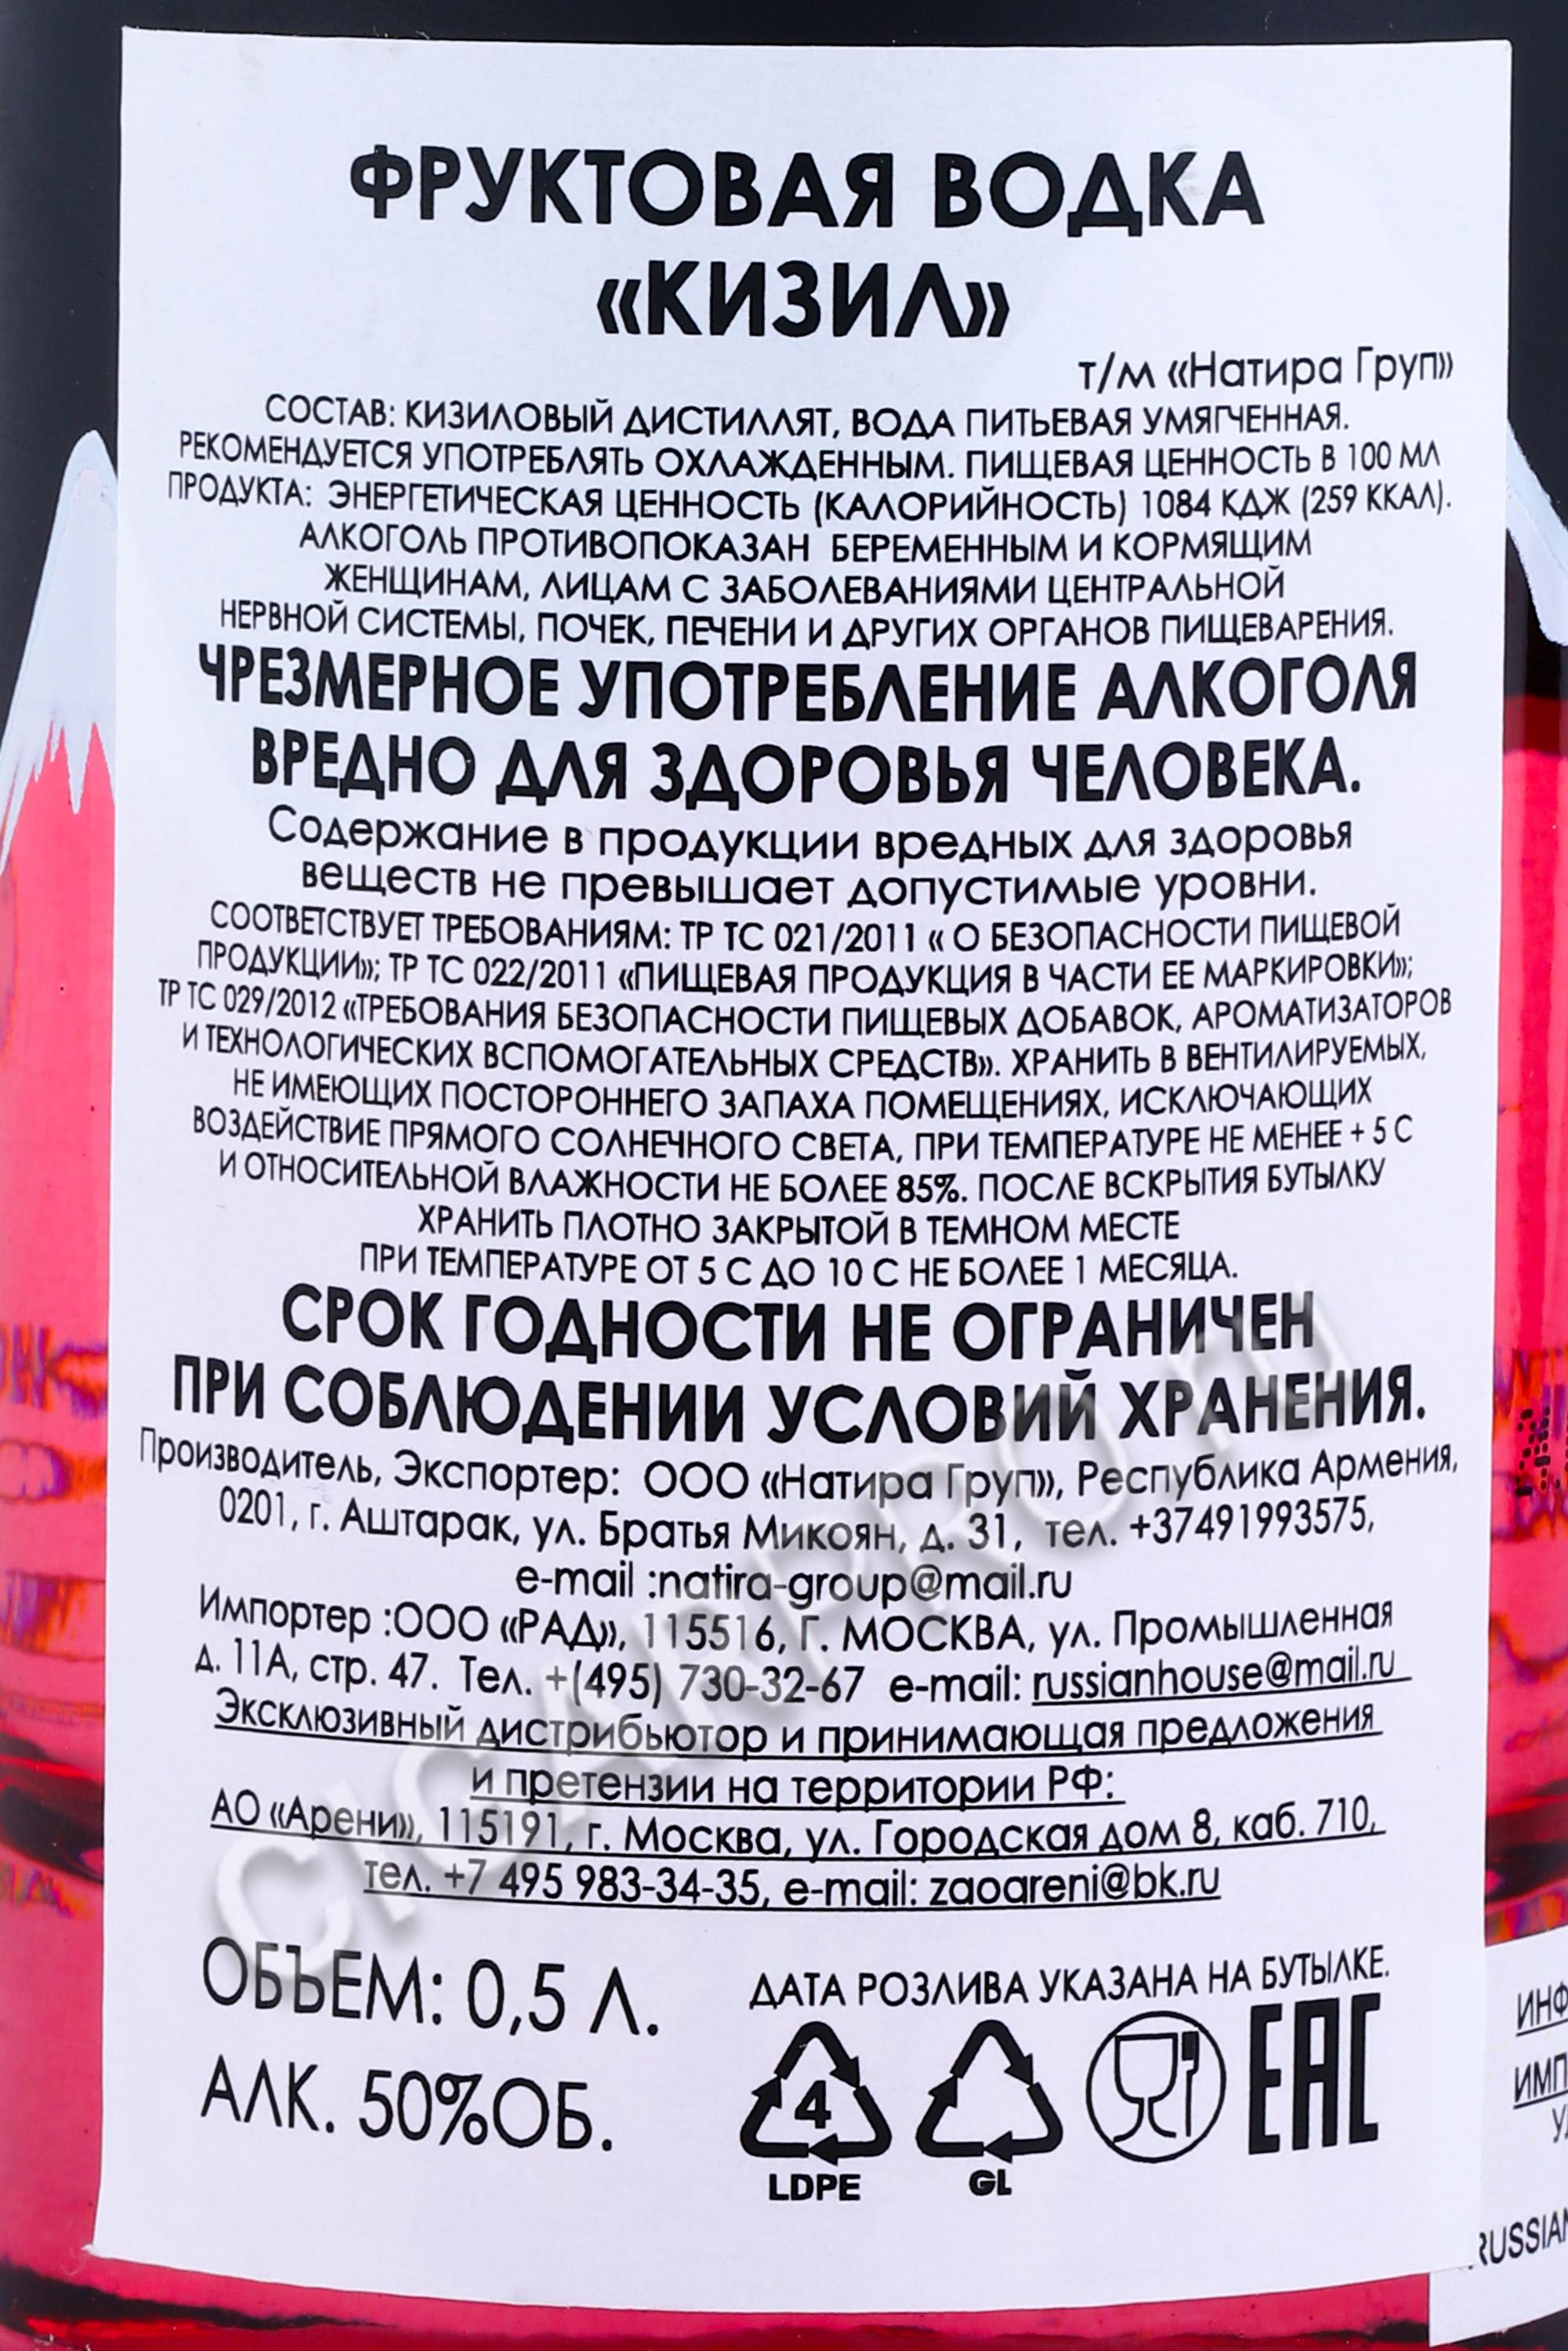 ФРУКТОВАЯ ВОДКА
«КИЗИЛ»
т/м «Натира Груп»
СОСТАВ: КИЗИЛОВЫЙ ДИСТИЛЛЯТ, ВОДА ПИТЬЕВАЯ УМЯГЧЕННАЯ.
РЕКОМЕНДУЕТСЯ УПОТРЕБЛЯТЬ ОХЛАЖДЕННЫМ. ПИЩЕВАЯ ЦЕННОСТЬ В 100 МЛ
ПРОДУКТА: ЭНЕРГЕТИЧЕСКАЯ ЦЕННОСТЬ (КАЛОРИЙНОСТЬ) 1084 КДЖ (259 ККАЛ).
АЛКОГОЛЬ ПРОТИВОПОКАЗАН БЕРЕМЕННЫМ И КОРМЯЩИМ
ЖЕНЩИНАМ, ЛИЦАМ С ЗАБОЛЕВАНИЯМИ ЦЕНТРАЛЬНОЙ
НЕРВНОЙ СИСТЕМЫ, ПОЧЕК, ПЕЧЕНИ И ДРУГИХ ОРГАНОВ ПИЩЕВАРЕНИЯ.
ЧРЕЗМЕРНОЕ УПОТРЕБЛЕНИЕ АЛКОГОЛЯ
ВРЕДНО ДЛЯ ЗДОРОВЬЯ ЧЕЛОВЕКА.
Содержание в продукции вредных для здоровья
веществ не превышает допустимые уровни.
СООТВЕТСТВУЕТ ТРЕБОВАНИЯМ: ТР ТС 021/2011 « О БЕЗОПАСНОСТИ ПИЩЕВОЙ
ПРОДУКЦИИ»; ТР ТС 022/2011 «ПИЩЕВАЯ ПРОДУКЦИЯ В ЧАСТИ ЕЕ МАРКИРОВКИ»;
ТР ТС 029/2012 «ТРЕБОВАНИЯ БЕЗОПАСНОСТИ ПИЩЕВЫХ ДОБАВОК, АРОМАТИЗАТОРОВ
И ТЕХНОЛОГИЧЕСКИХ ВСПОМОГАТЕЛЬНЫХ СРЕДСТВ». ХРАНИТЬ В ВЕНТИЛИРУЕМЫХ,
НЕ ИМЕЮЩИХ ПОСТОРОННЕГО ЗАПАХА ПОМЕЩЕНИЯХ, ИСКЛЮЧАЮЩИХ
ВОЗДЕЙСТВИЕ ПРЯМОГО СОЛНЕЧНОГО СВЕТА, ПРИ ТЕМПЕРАТУРЕ НЕ МЕНЕЕ + 5 С
И ОТНОСИТЕЛЬНОЙ ВЛАЖНОСТИ НЕ БОЛЕЕ 85%. ПОСЛЕ ВСКРЫТИЯ БУТЫЛКУ
ХРАНИТЬ ПЛОТНО ЗАКРЫТОЙ В ТЕМНОМ МЕСТЕ
ПРИ ТЕМПЕРАТУРЕ ОТ 5 С ДО 10 С НЕ БОЛЕЕ 1 МЕСЯЦА.
СРОК ГОДНОСТИ НЕ ОГРАНИЧЕН
ПРИ СОБЛЮДЕНИИ УСЛОВИЙ ХРАНЕНИЯ.
Производитель, Экспортер: ООО «Натира Груп», Республика Армения,
0201, г. Аштарак, ул. Братья Микоян, д. 31, тел. +37491993575,
e-mail :natira-group@mail.ru
Импортер :ООО «РАД», 115516, Г. МОСКВА, ул. Промышленная
д. 11А, стр. 47. Тел. +(495) 730-32-67 e-mail: russianhouse@mail.ru
Эксклюзивный дистрибьютор и принимающая предложения
и претензии на территории РФ:
АО «Арени», 115191, г. Москва, ул. Городская дом 8, каб. 710,
тел. +7 495 983-34-35, e-mail: zaoareni@bk.ru
ОБЪЕМ: 0,5 Л.
АЛК. 50%ОБ.
ДАТА РОЗЛИВА УКАЗАНА НА БУТЫЛКЕ.
4
LDPE
GL
EAC
CIGARPRO.ru
ИНФ
ИМП
RUSSIAN